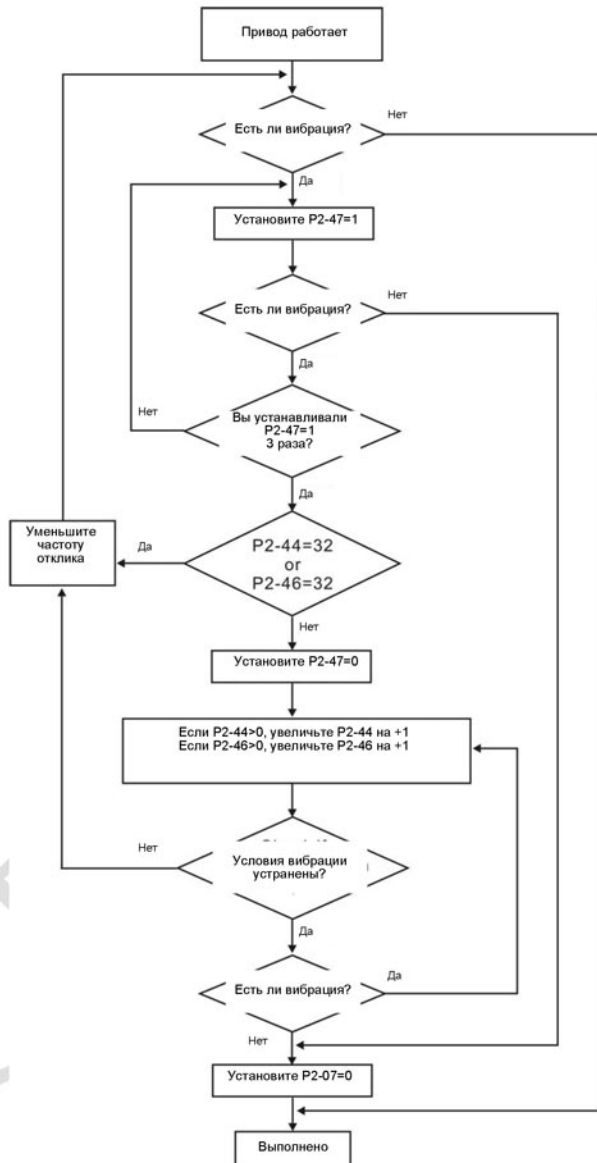 Привод работает
Есть ли вибрация?
Нет
Да
Установите P2-47=1
Есть ли вибрация?
Нет
Да
Вы устанавливали
P2-47=1
3 раза?
Нет
Да
Уменьшите
частоту
отклика
Да
P2-44=32
or
P2-46=32
Нет
Установите P2-47=0
Если P2-44>0, увеличьте P2-44 на +1
Если P2-46>0, увеличьте P2-46 на +1
Нет
Условия вибрации
устранены?
Да
Есть ли вибрация?
Да
Нет
Установите P2-07=0
Выполнено